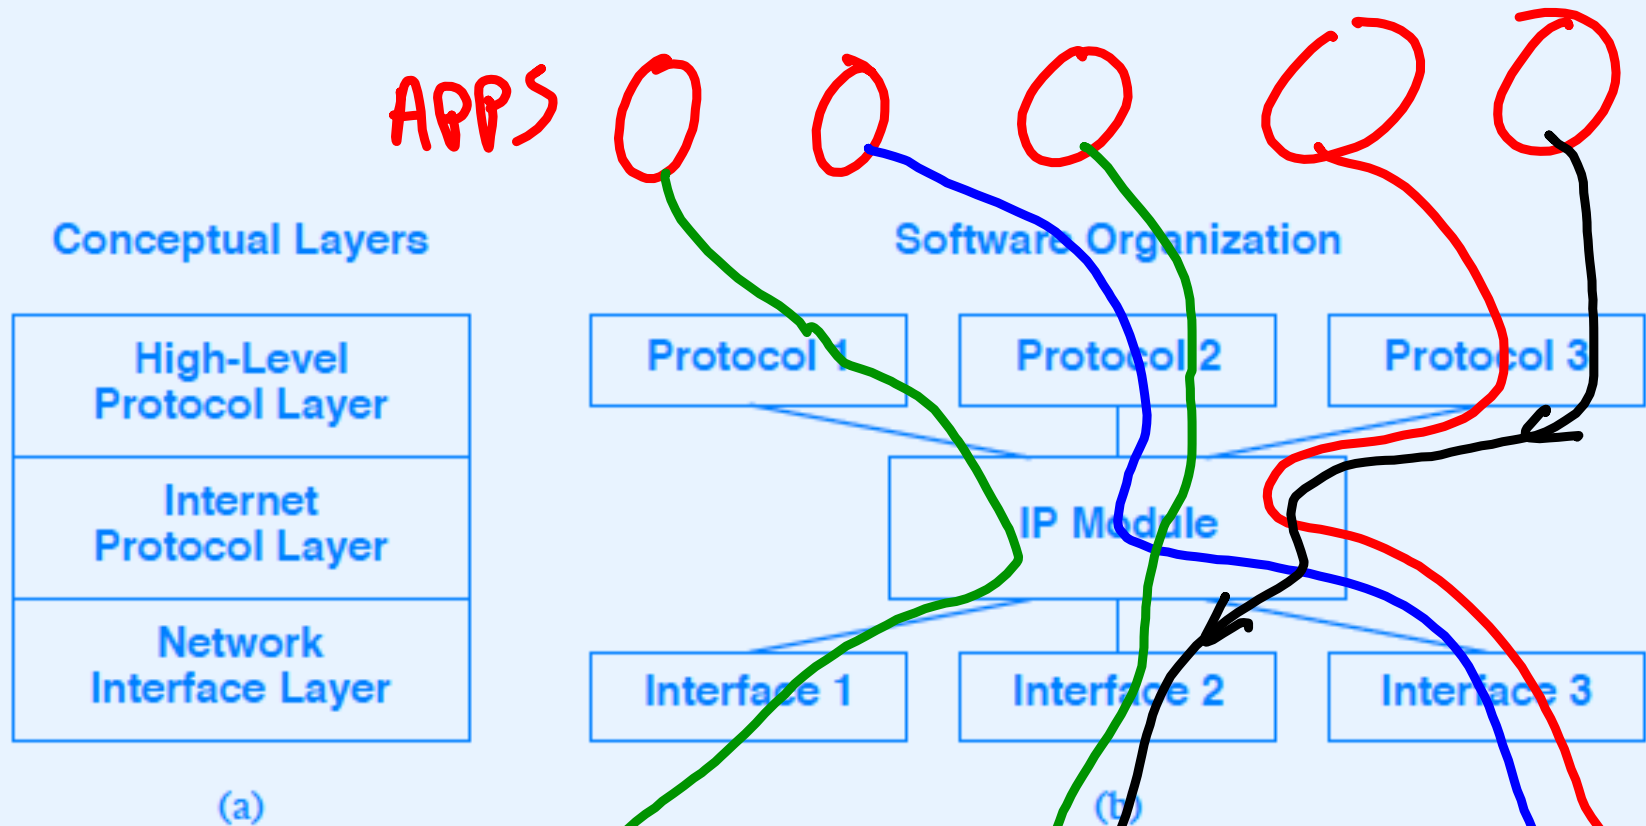 APPS
Conceptual Layers
Software Organization
High-Level
Protocol Layer
Protocol 1
Protocol 2
Protocol 3
Internet
Protocol Layer
IP Module
Network
Interface Layer
Interface 1
Interface 2
Interface 3
(a)
(b)